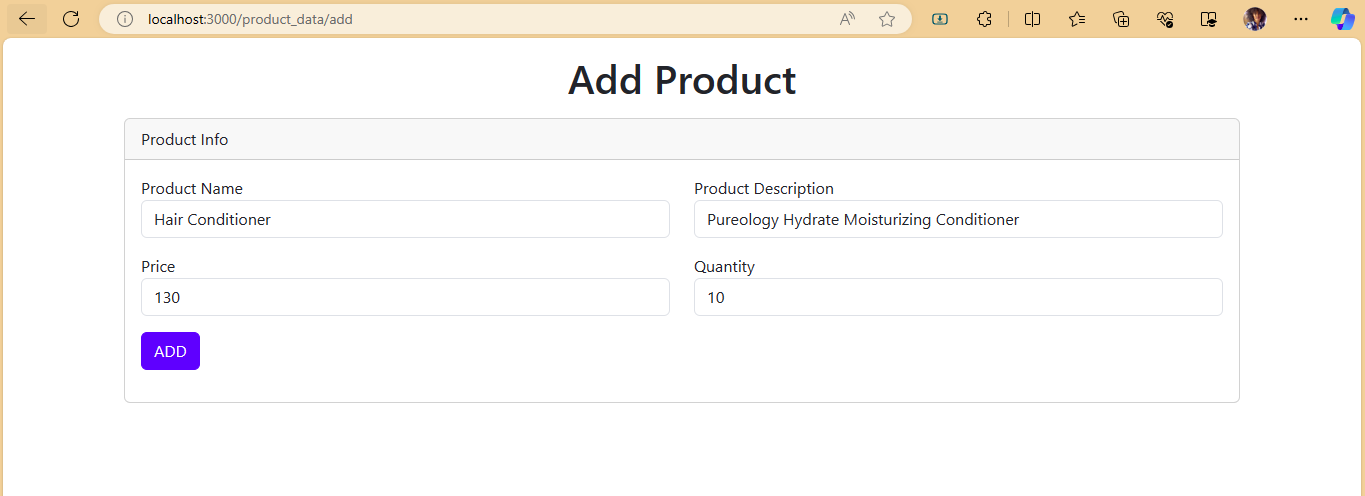 localhost:3000/product_data/add
Add Product
Product Info
Product Name
Product Description
Hair Conditioner
Pureology Hydrate Moisturizing Conditioner
Price
Quantity
130
10
ADD